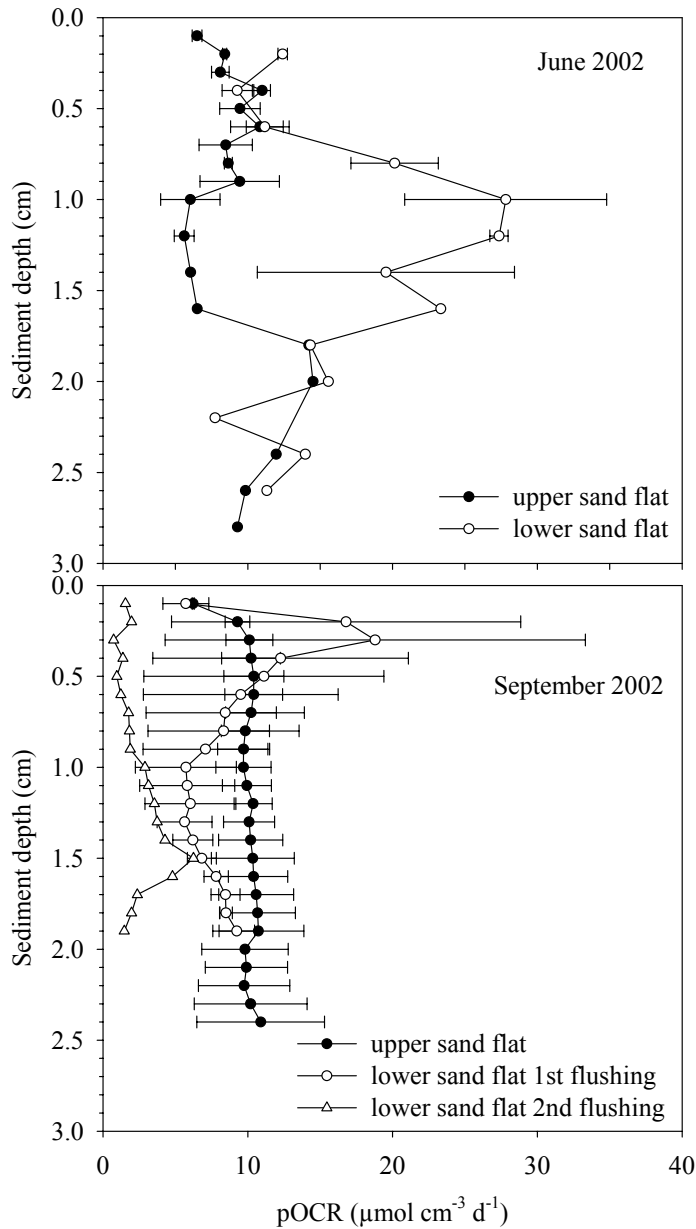 0.0
June 2002
0.5
1.0
1.5
2.0
2.5
3.0
Sediment depth (cm)
upper sand flat
lower sand flat
0.0
September 2002
0.5
1.0
1.5
2.0
2.5
3.0
Sediment depth (cm)
upper sand flat
lower sand flat 1st flushing
lower sand flat 2nd flushing
0 10 20 30 40
pOCR (µmol cm⁻³ d⁻¹)